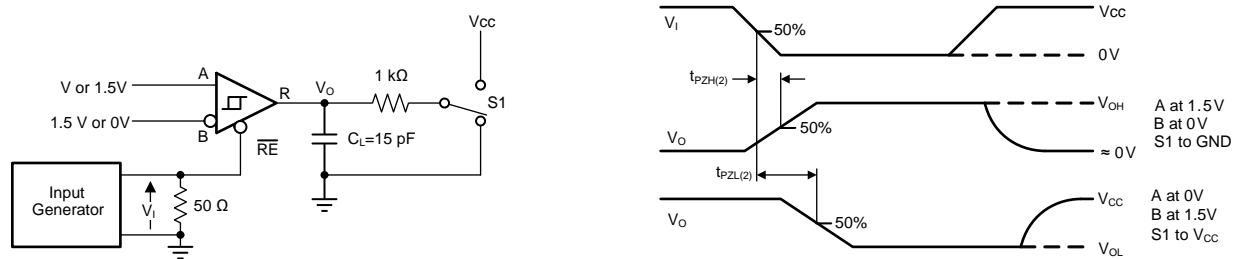 Vcc
V or 1.5V
A
1.5 V or 0V
B
R
VO
1 kΩ
S1
CL=15 pF
RE
Input
Generator
VI
50 Ω
VI
50%
Vcc
0V
tPZH(2)
VO
50%
VOH
≈ 0V
A at 1.5V
B at 0V
S1 to GND
tPZL(2)
VO
50%
VCC
VOL
A at 0V
B at 1.5V
S1 to VCC